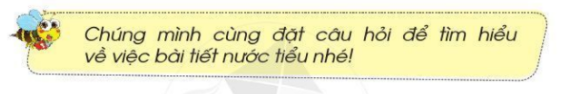 Chúng mình cùng đặt câu hỏi để tìm hiểu
về việc bài tiết nước tiểu nhé!